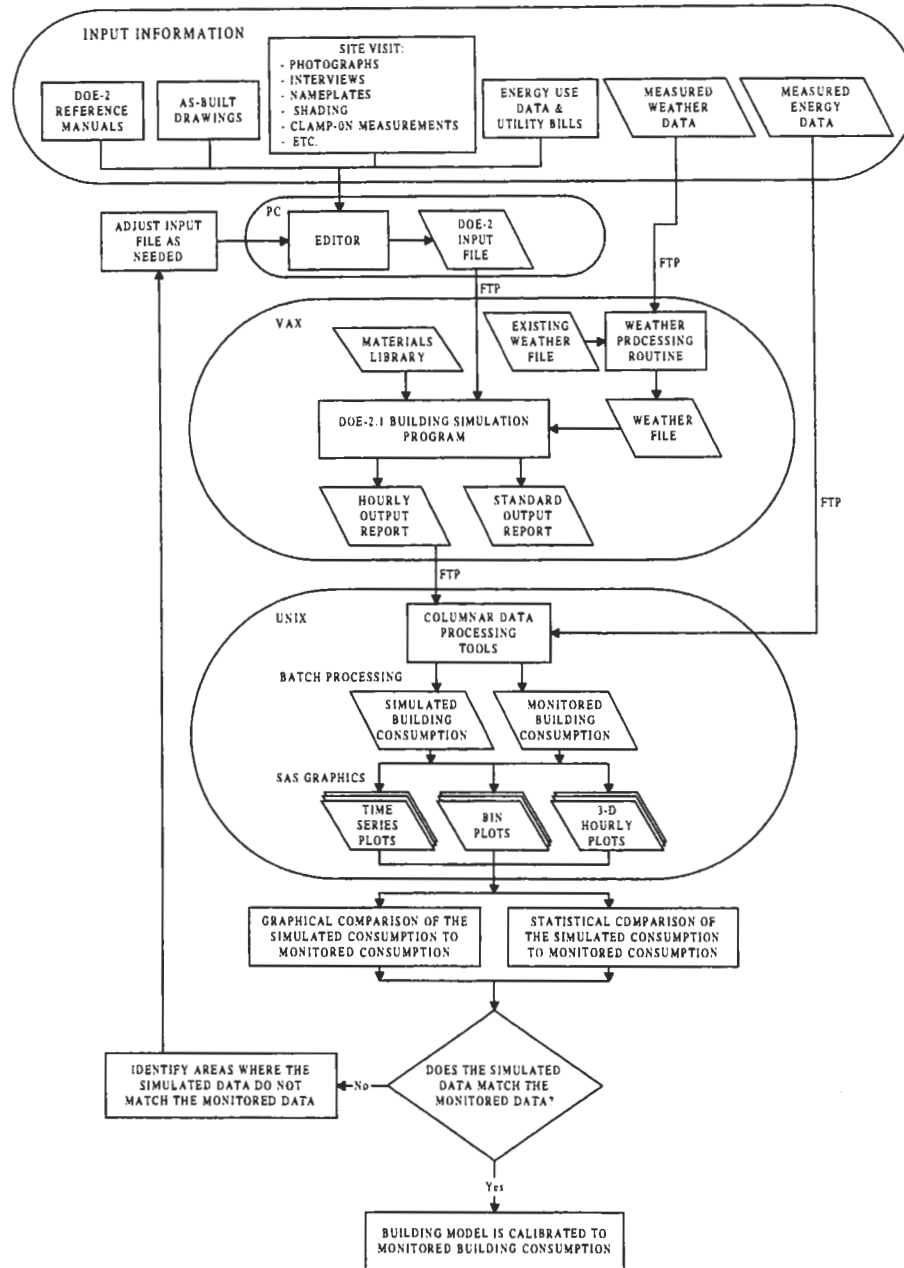 INPUT INFORMATION
DOE-2
REFERENCE
MANUALS
AS-BUILT
DRAWINGS
SITE VISIT:
- PHOTOGRAPHS
- INTERVIEWS
- NAMEPLATES
- SHADING
- CLAMP-ON MEASUREMENTS
- ETC.
ENERGY USE
DATA &
UTILITY BILLS
MEASURED
WEATHER
DATA
MEASURED
ENERGY
DATA
ADJUST INPUT
FILE AS
NEEDED
PC
EDITOR
DOE-2
INPUT
FILE
FTP
FTP
VAX
MATERIALS
LIBRARY
EXISTING
WEATHER
FILE
WEATHER
PROCESSING
ROUTINE
DOE-2.1 BUILDING SIMULATION
PROGRAM
WEATHER
FILE
HOURLY
OUTPUT
REPORT
STANDARD
OUTPUT
REPORT
FTP
FTP
UNIX
COLUMNAR DATA
PROCESSING
TOOLS
BATCH PROCESSING
SIMULATED
BUILDING
CONSUMPTION
MONITORED
BUILDING
CONSUMPTION
SAS GRAPHICS
TIME
SERIES
PLOTS
BIN
PLOTS
3-D
HOURLY
PLOTS
GRAPHICAL COMPARISON OF THE
SIMULATED CONSUMPTION TO
MONITORED CONSUMPTION
STATISTICAL COMPARISON OF
THE SIMULATED CONSUMPTION
TO MONITORED CONSUMPTION
IDENTIFY AREAS WHERE THE
SIMULATED DATA DO NOT
MATCH THE MONITORED DATA
No
DOES THE SIMULATED
DATA MATCH THE
MONITORED DATA?
Yes
BUILDING MODEL IS CALIBRATED TO
MONITORED BUILDING CONSUMPTION